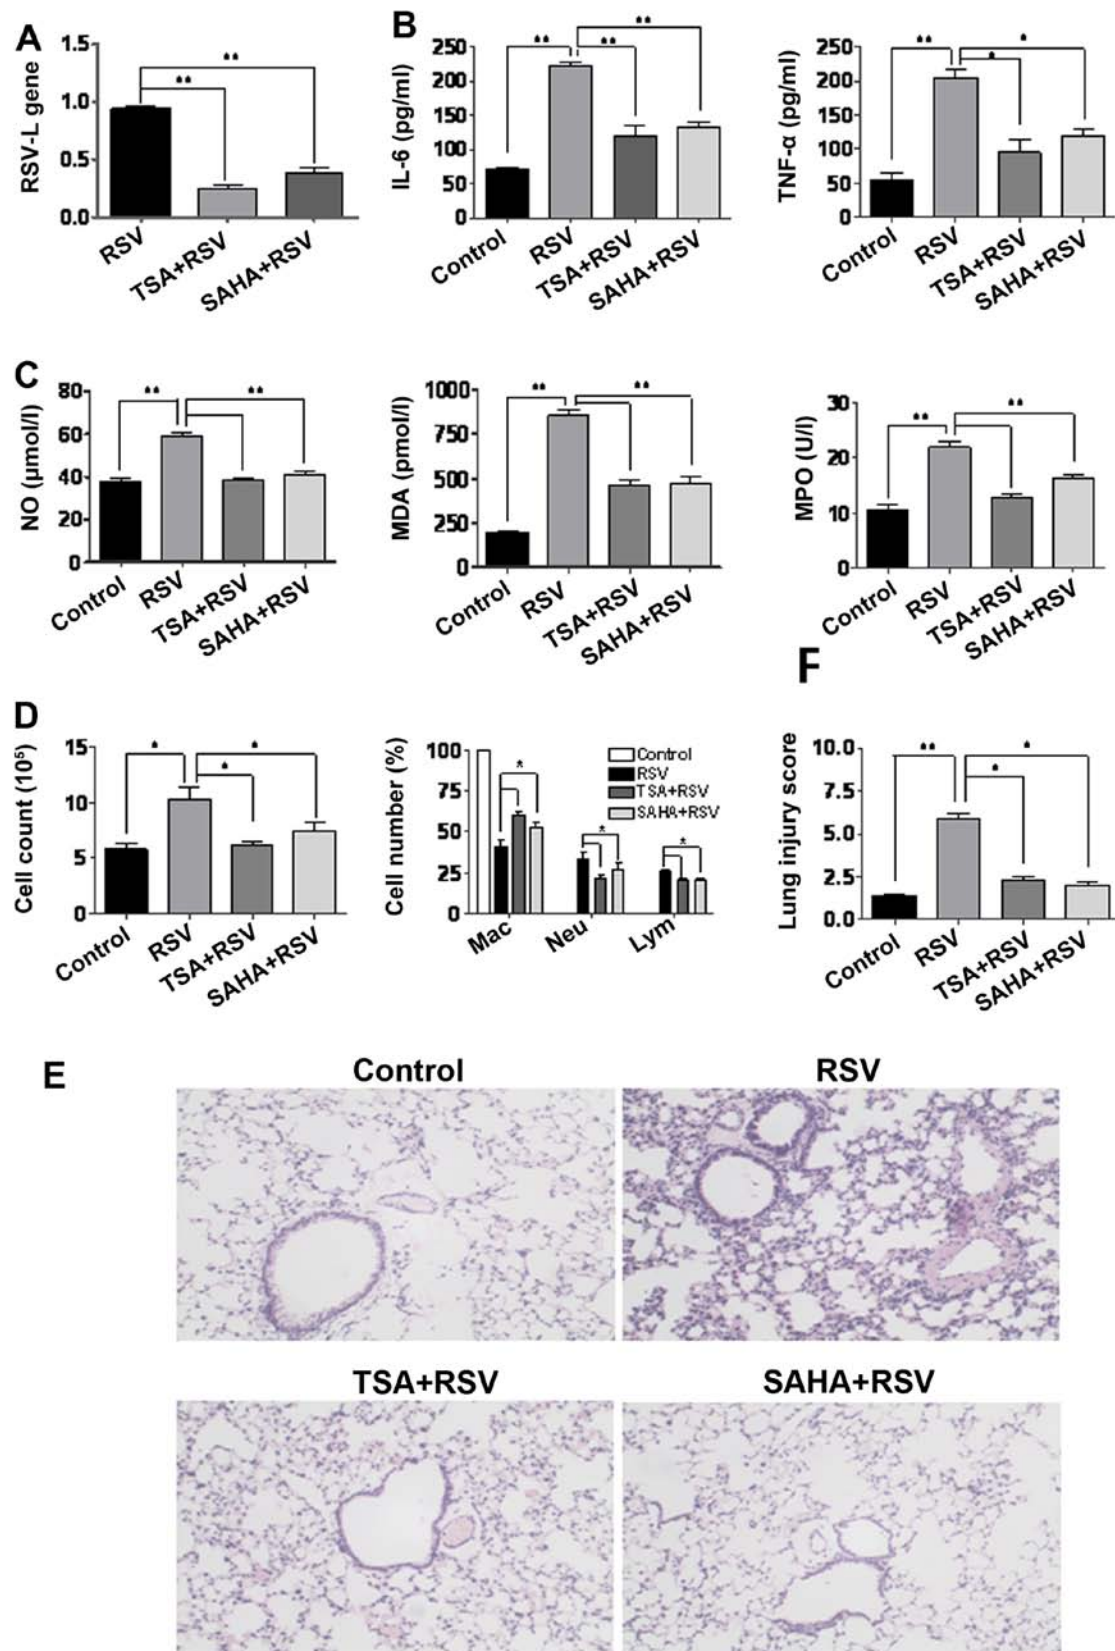 A
RSV-L gene
1.5
1.0
0.5
0.0
**
**
RSV
TSA+RSV
SAHA+RSV
B
IL-6 (pg/ml)
250
200
150
100
50
0
**
**
**
Control
RSV
TSA+RSV
SAHA+RSV
TNF-α (pg/ml)
250
200
150
100
50
0
**
*
*
Control
RSV
TSA+RSV
SAHA+RSV
C
NO (μmol/l)
80
60
40
20
0
**
**
Control
RSV
TSA+RSV
SAHA+RSV
MDA (pmol/l)
1000
750
500
250
0
**
**
Control
RSV
TSA+RSV
SAHA+RSV
MPO (U/l)
30
20
10
0
**
**
Control
RSV
TSA+RSV
SAHA+RSV
D
Cell count (10⁵)
15
10
5
0
*
*
*
Control
RSV
TSA+RSV
SAHA+RSV
Cell number (%)
100
75
50
25
0
*
*
*
Control
RSV
TSA+RSV
SAHA+RSV
Mac
Neu
Lym
F
Lung injury score
10.0
7.5
5.0
2.5
0.0
**
*
*
Control
RSV
TSA+RSV
SAHA+RSV
E
Control
RSV
TSA+RSV
SAHA+RSV